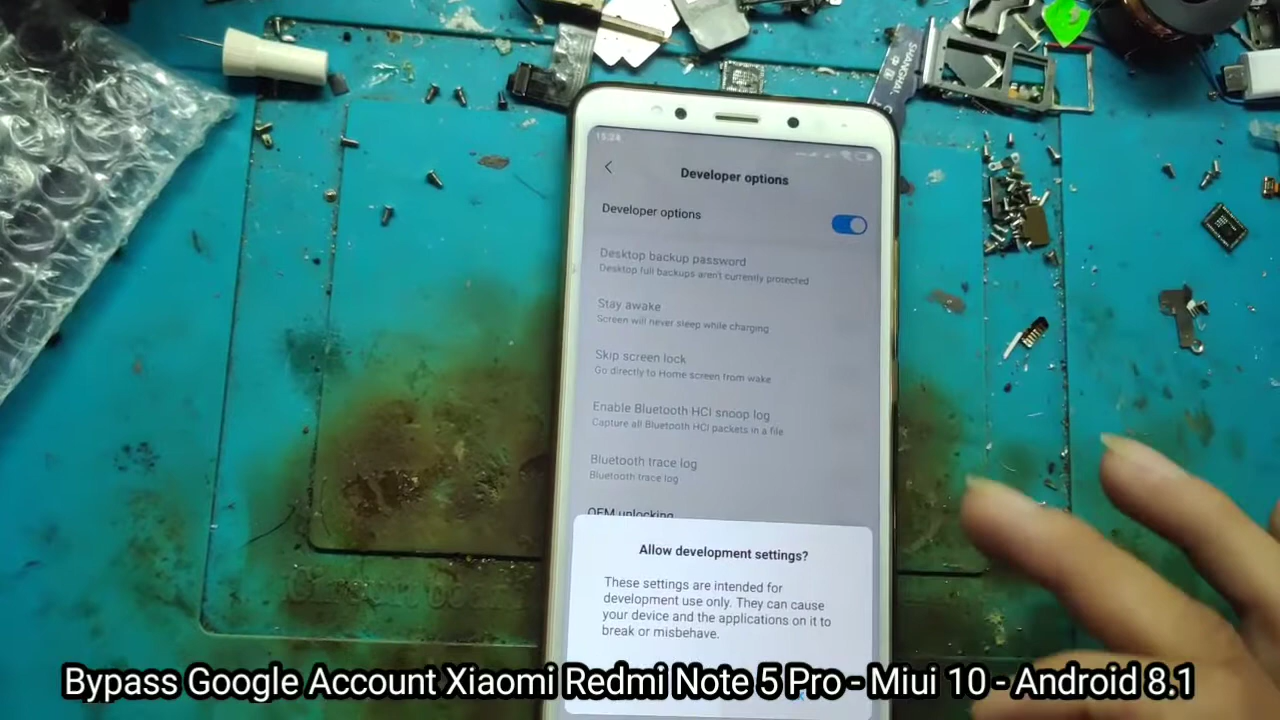 SHANGHAI
15:24
Developer options
Developer options
Desktop backup password
Desktop full backups aren't currently protected
Stay awake
Screen will never sleep while charging
Skip screen lock
Go directly to Home screen from wake
Enable Bluetooth HCI snoop log
Capture all Bluetooth HCI packets in a file
Bluetooth trace log
Bluetooth trace log
OEM unlocking
Allow development settings?
These settings are intended for
development use only. They can cause
your device and the applications on it to
break or misbehave.
Bypass Google Account Xiaomi Redmi Note 5 Pro - Miui 10 - Android 8.1